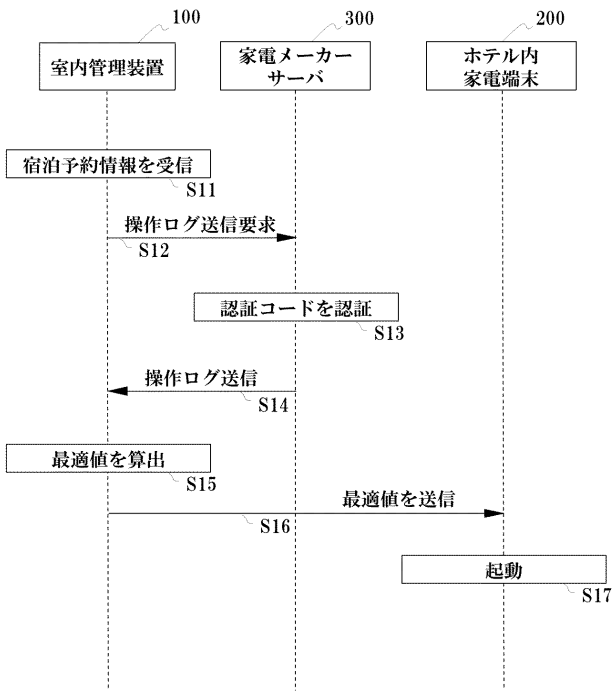 100
300
200
室内管理装置
家電メーカー
サーバ
ホテル内
家電端末
宿泊予約情報を受信
S11
操作ログ送信要求
S12
認証コードを認証
S13
操作ログ送信
S14
最適値を算出
S15
最適値を送信
S16
起動
S17